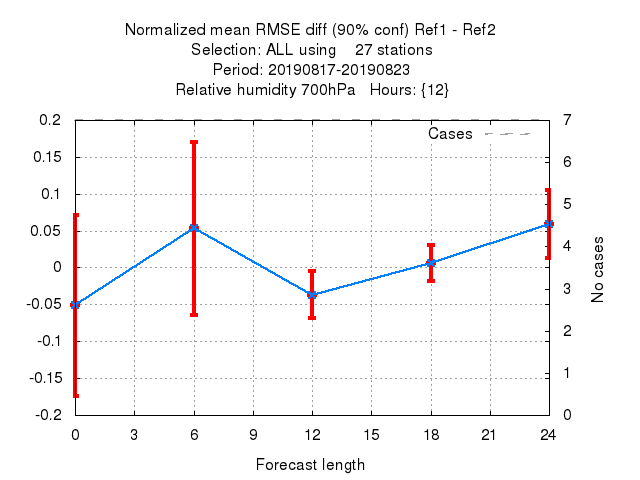 Normalized mean RMSE diff (90% conf) Ref1 - Ref2
Selection: ALL using    27 stations
Period: 20190817-20190823
Relative humidity 700hPa   Hours: {12}
Cases
0.2
0.15
0.1
0.05
0
-0.05
-0.1
-0.15
-0.2
7
6
5
4
3
2
1
0
No cases
0 3 6 9 12 15 18 21 24
Forecast length